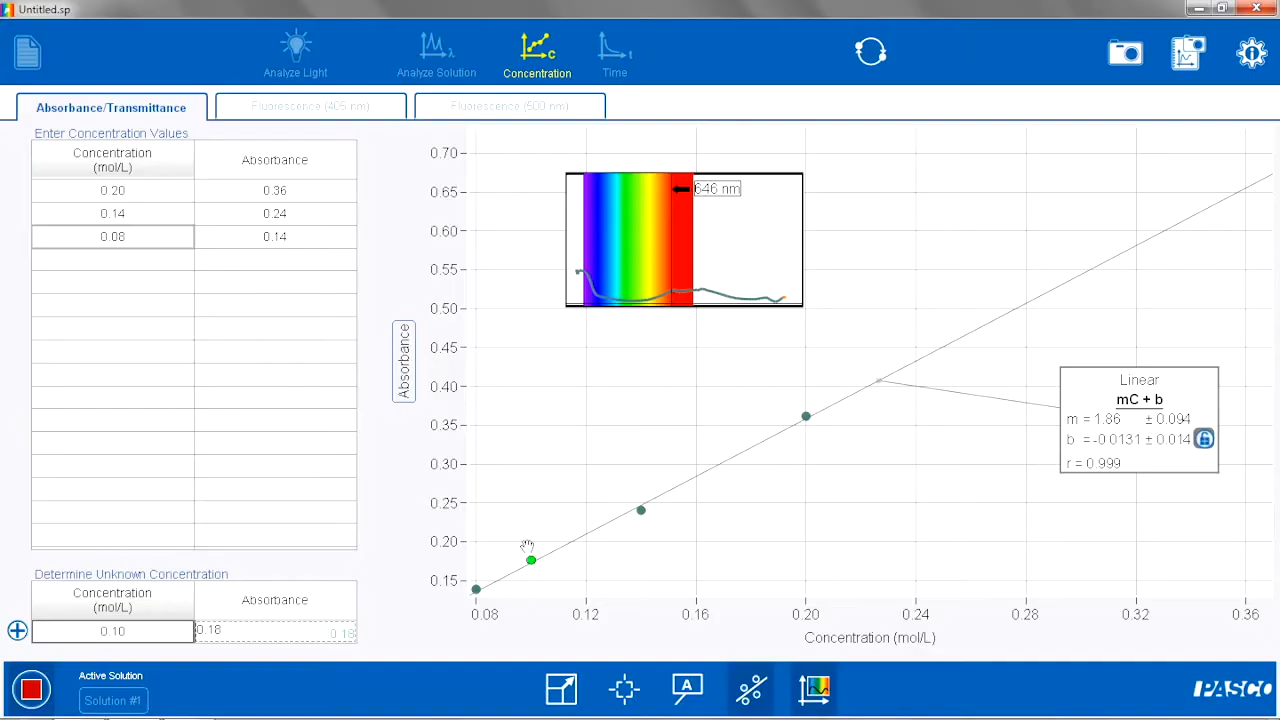 Untitled.sp
Analyze Light
Analyze Solution
C
Concentration
t
Time
Absorbance/Transmittance
Fluorescence (405 nm)
Fluorescence (500 nm)
Enter Concentration Values
Concentration
(mol/L)
Absorbance
0.20 0.36
0.14 0.24
0.08 0.14
Determine Unknown Concentration
Concentration
(mol/L)
Absorbance
0.10 0.18 0.18
Absorbance
0.70
0.65
0.60
0.55
0.50
0.45
0.40
0.35
0.30
0.25
0.20
0.15
646 nm
Linear
mC + b
m = 1.86 ± 0.094
b = -0.0131 ± 0.014
r = 0.999
0.08 0.12 0.16 0.20 0.24 0.28 0.32 0.36
Concentration (mol/L)
Active Solution
Solution #1
A
PASCO